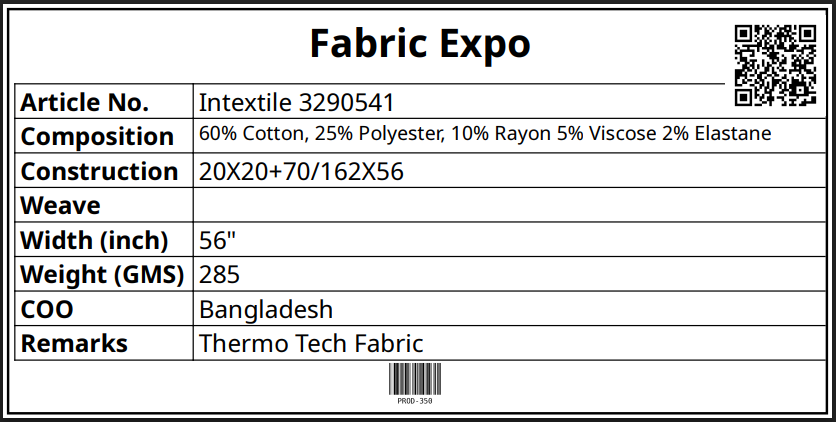 Fabric Expo
Article No. Intextile 3290541
Composition 60% Cotton, 25% Polyester, 10% Rayon 5% Viscose 2% Elastane
Construction 20X20+70/162X56
Weave
Width (inch) 56"
Weight (GMS) 285
COO Bangladesh
Remarks Thermo Tech Fabric
PROD-350